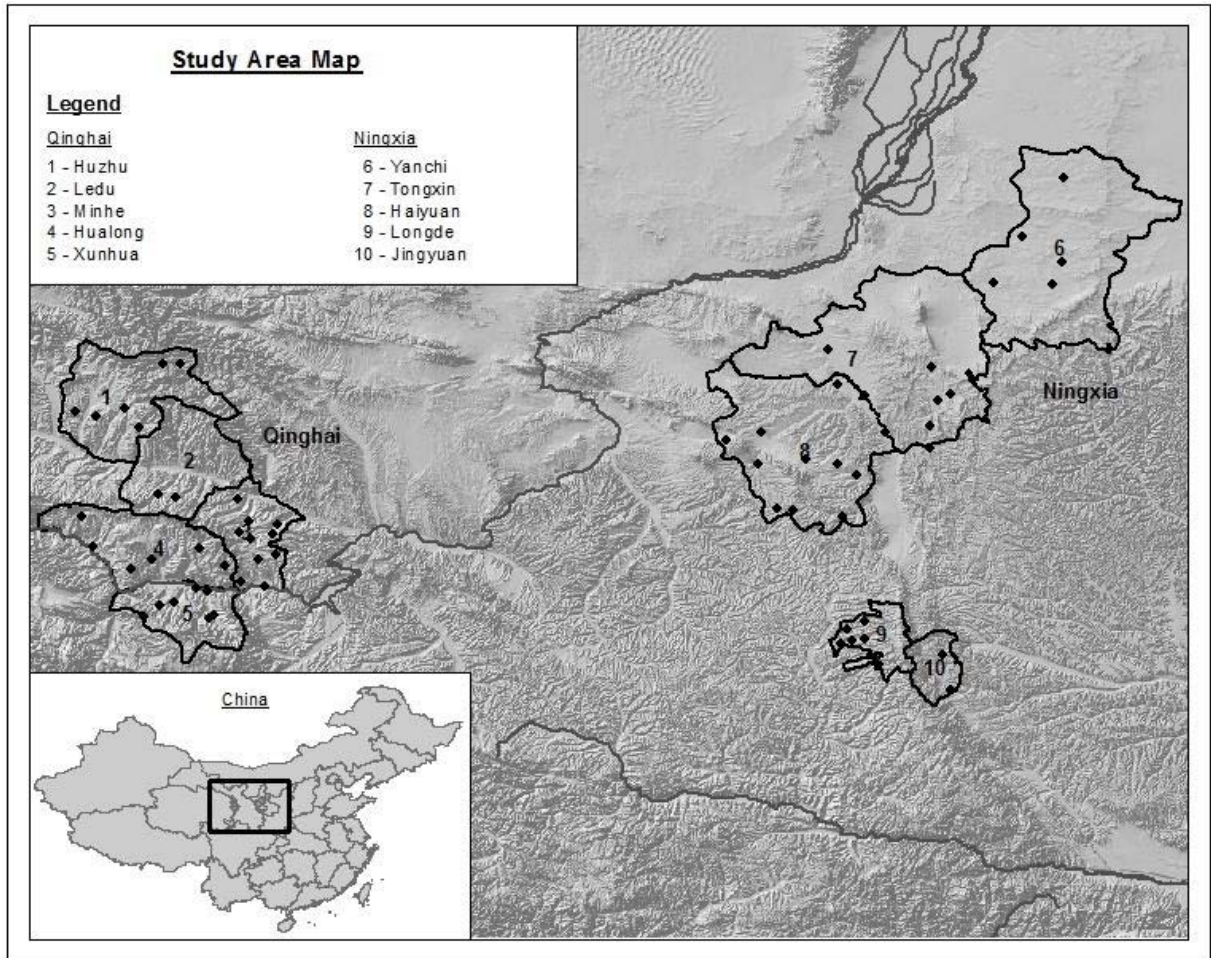 Study Area Map
Legend
Qinghai
1 - Huzhu
2 - Ledu
3 - Minhe
4 - Hualong
5 - Xunhua
Ningxia
6 - Yanchi
7 - Tongxin
8 - Haiyuan
9 - Longde
10 - Jingyuan
6
7
Ningxia
1
Qinghai
2
8
4
5
9
10
China